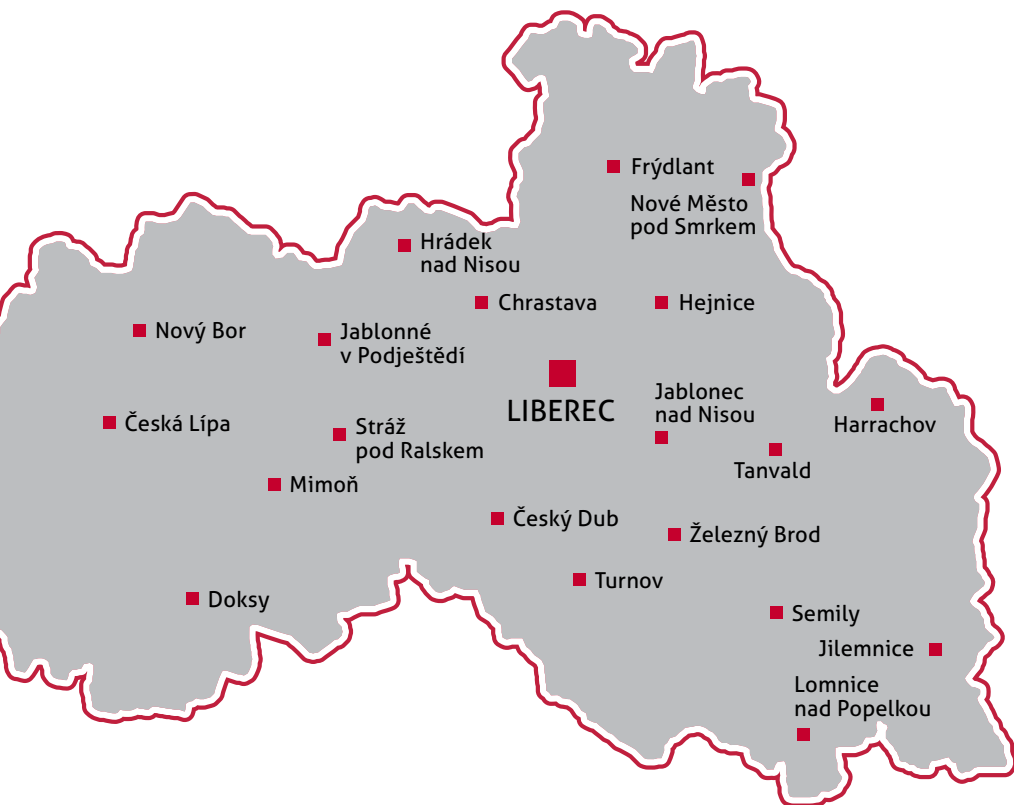 Frýdlant
Nové Město
pod Smrkem
Hrádek
nad Nisou
Chrastava
Hejnice
Nový Bor
Jablonné
v Podještědí
LIBEREC
Jablonec
nad Nisou
Harrachov
Česká Lípa
Stráž
pod Ralskem
Tanvald
Mimoň
Český Dub
Železný Brod
Turnov
Doksy
Semily
Jilemnice
Lomnice
nad Popelkou